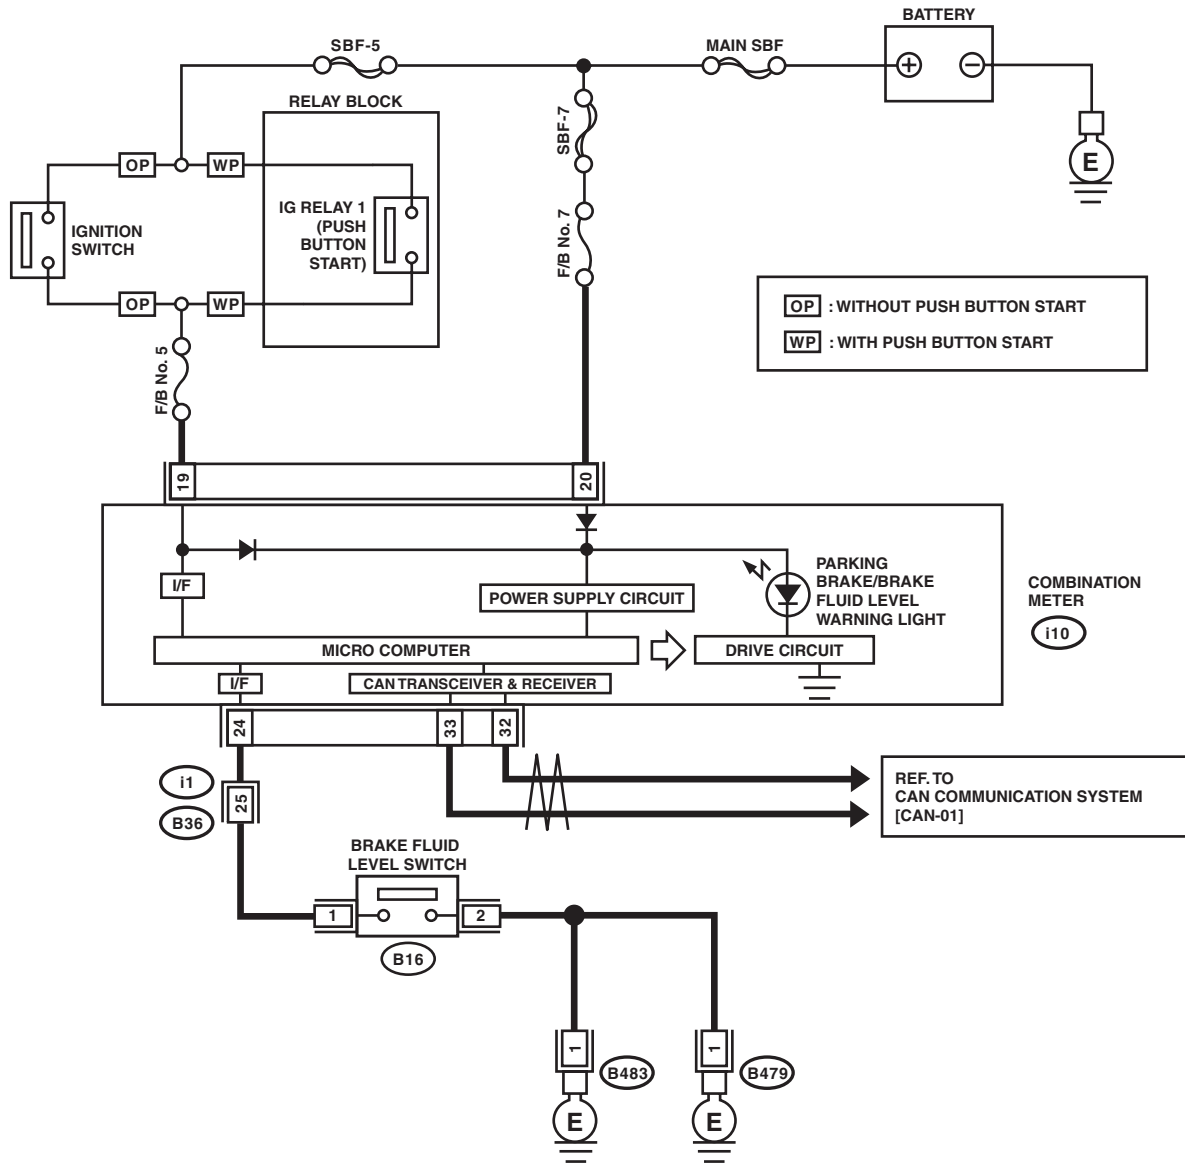 BATTERY
SBF-5
MAIN SBF
+
−
RELAY BLOCK
SBF-7
E
OP
WP
IG RELAY 1
(PUSH
BUTTON
START)
IGNITION
SWITCH
F/B No. 7
OP
WP
OP : WITHOUT PUSH BUTTON START
WP : WITH PUSH BUTTON START
F/B No. 5
19
20
I/F
POWER SUPPLY CIRCUIT
PARKING
BRAKE/BRAKE
FLUID LEVEL
WARNING LIGHT
COMBINATION
METER
i10
MICRO COMPUTER
DRIVE CIRCUIT
I/F
CAN TRANSCEIVER & RECEIVER
24
33
32
i1
25
B36
REF. TO
CAN COMMUNICATION SYSTEM
[CAN-01]
BRAKE FLUID
LEVEL SWITCH
1
2
B16
1
B483
1
B479
E
E